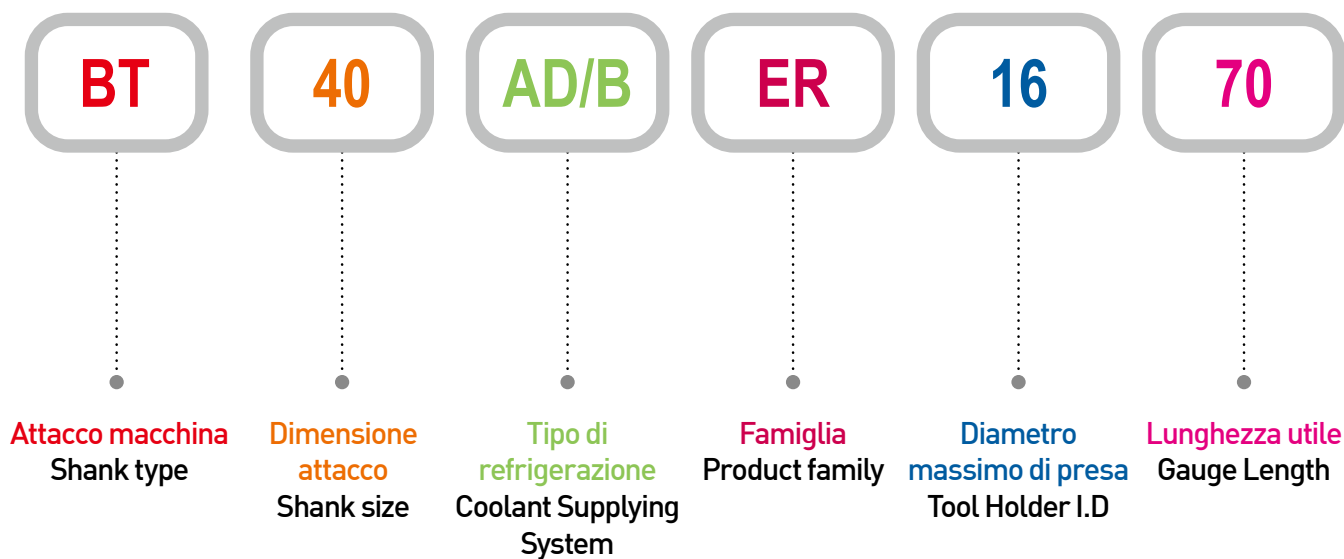 BT
40
AD/B
ER
16
70
Attacco macchina
Shank type
Dimensione
attacco
Shank size
Tipo di
refrigerazione
Coolant Supplying
System
Famiglia
Product family
Diametro
massimo di presa
Tool Holder I.D
Lunghezza utile
Gauge Length